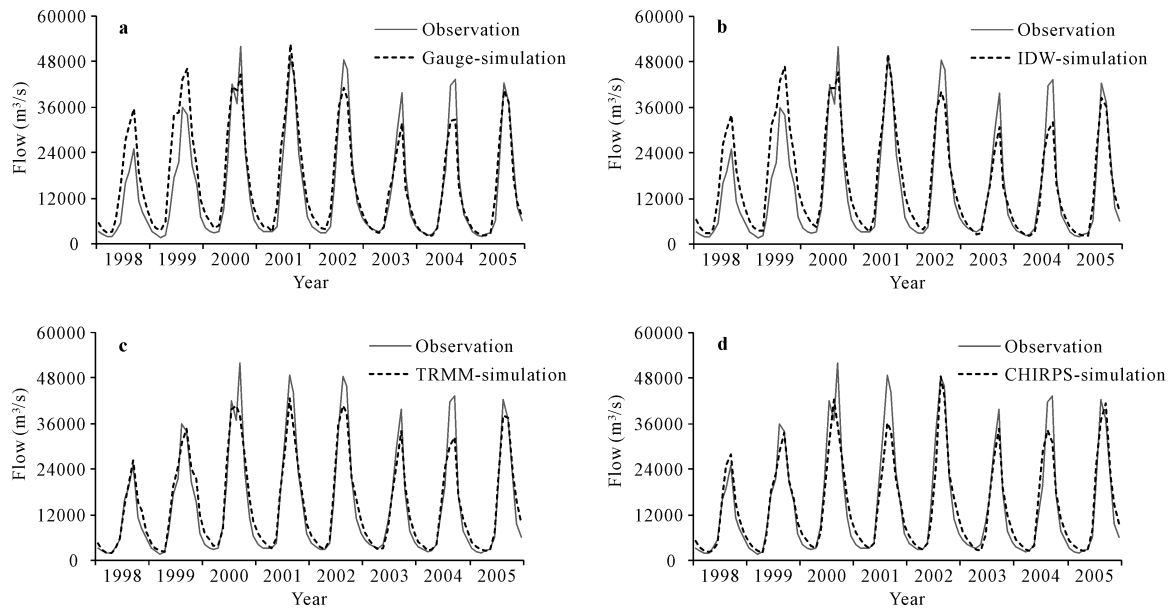 a
Observation
Gauge-simulation
Flow (m³/s)
60000
48000
36000
24000
12000
0
1998 1999 2000 2001 2002 2003 2004 2005
Year
b
Observation
IDW-simulation
Flow (m³/s)
60000
48000
36000
24000
12000
0
1998 1999 2000 2001 2002 2003 2004 2005
Year
c
Observation
TRMM-simulation
Flow (m³/s)
60000
48000
36000
24000
12000
0
1998 1999 2000 2001 2002 2003 2004 2005
Year
d
Observation
CHIRPS-simulation
Flow (m³/s)
60000
48000
36000
24000
12000
0
1998 1999 2000 2001 2002 2003 2004 2005
Year